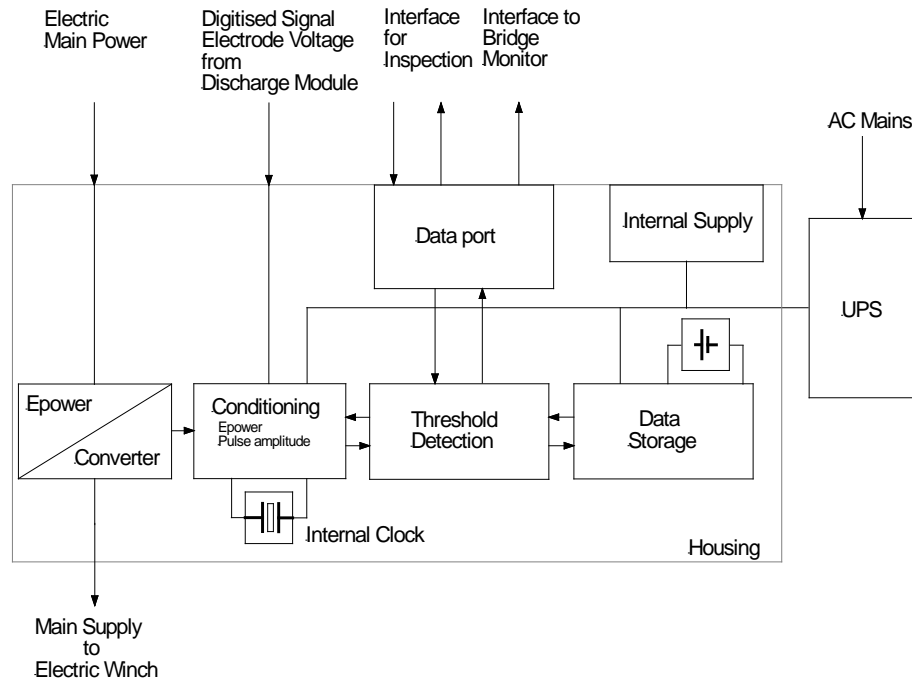 Electric
Main Power
Digitised Signal
Electrode Voltage
from
Discharge Module
Interface
for
Inspection
Interface to
Bridge
Monitor
AC Mains
Data port
Internal Supply
UPS
Epower
Converter
Conditioning
Epower
Pulse amplitude
Threshold
Detection
Data
Storage
Internal Clock
Housing
Main Supply
to
Electric Winch